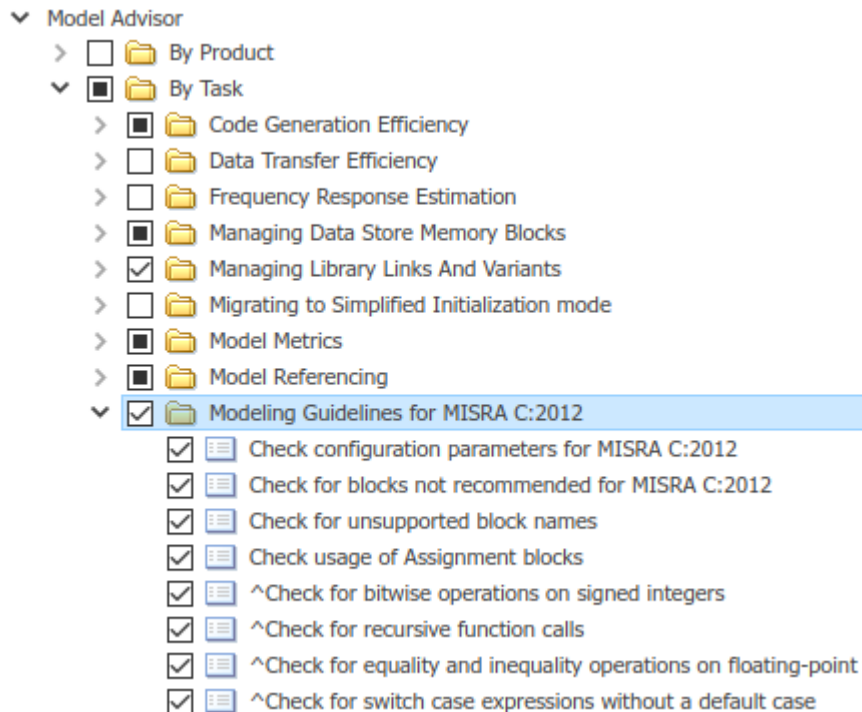 Model Advisor
By Product
By Task
Code Generation Efficiency
Data Transfer Efficiency
Frequency Response Estimation
Managing Data Store Memory Blocks
Managing Library Links And Variants
Migrating to Simplified Initialization mode
Model Metrics
Model Referencing
Modeling Guidelines for MISRA C:2012
Check configuration parameters for MISRA C:2012
Check for blocks not recommended for MISRA C:2012
Check for unsupported block names
Check usage of Assignment blocks
^Check for bitwise operations on signed integers
^Check for recursive function calls
^Check for equality and inequality operations on floating-point
^Check for switch case expressions without a default case